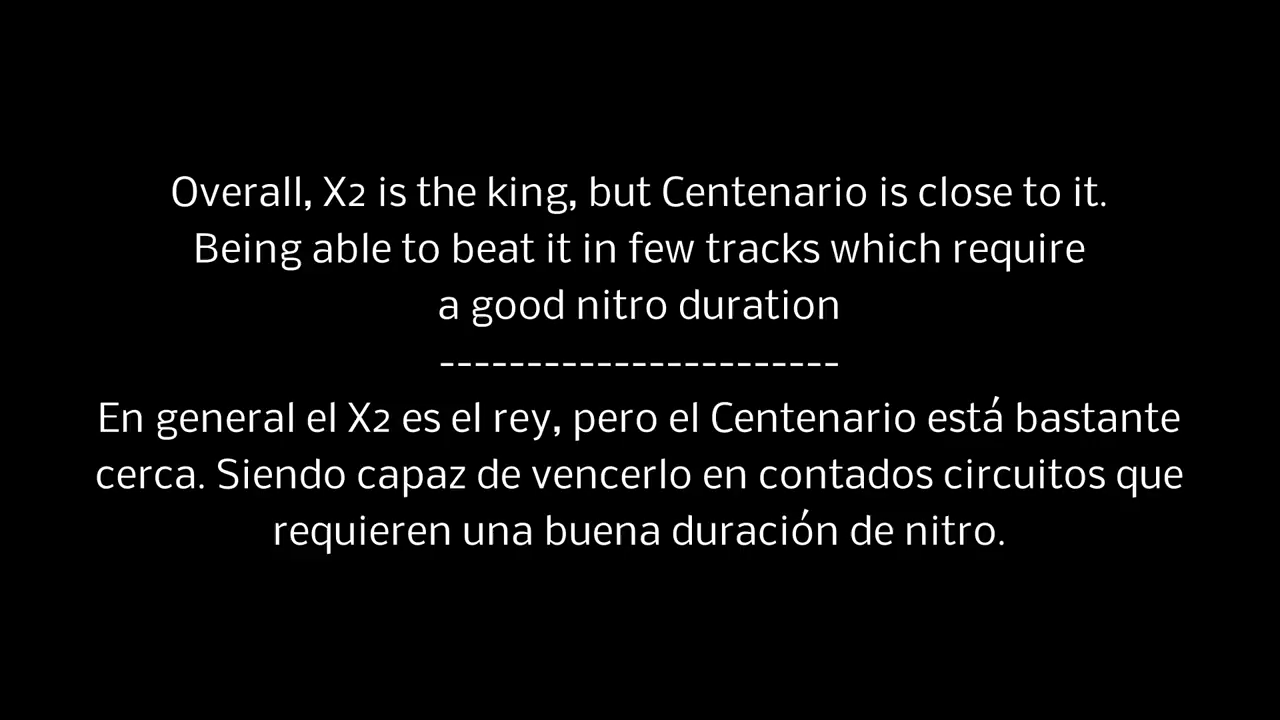 Overall, X2 is the king, but Centenario is close to it.
Being able to beat it in few tracks which require
a good nitro duration
-----------------------
En general el X2 es el rey, pero el Centenario está bastante
cerca. Siendo capaz de vencerlo en contados circuitos que
requieren una buena duración de nitro.